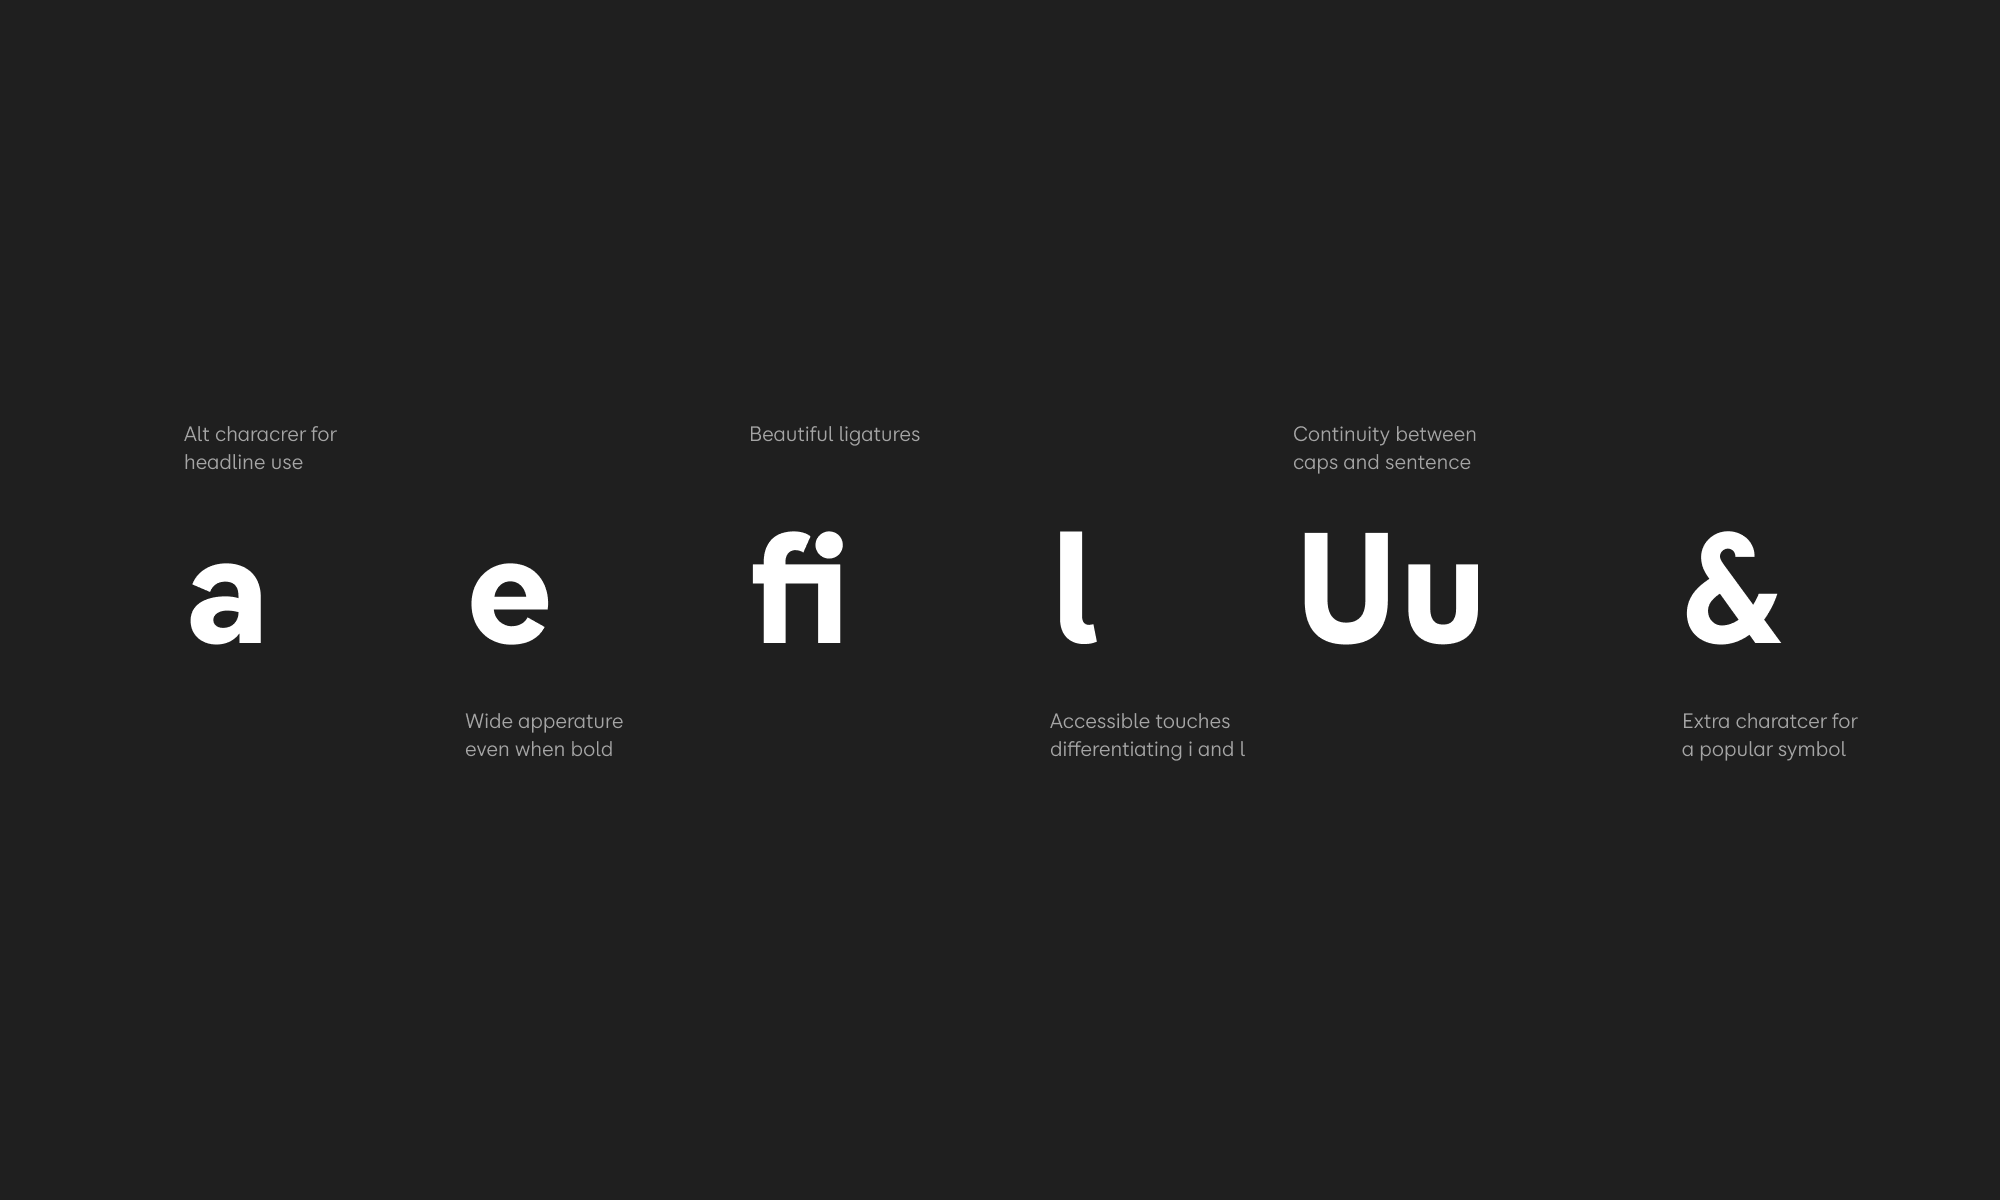 Alt characrer for
headline use
Beautiful ligatures
Continuity between
caps and sentence
a e fi l Uu &
Wide apperature
even when bold
Accessible touches
differentiating i and l
Extra charatcer for
a popular symbol